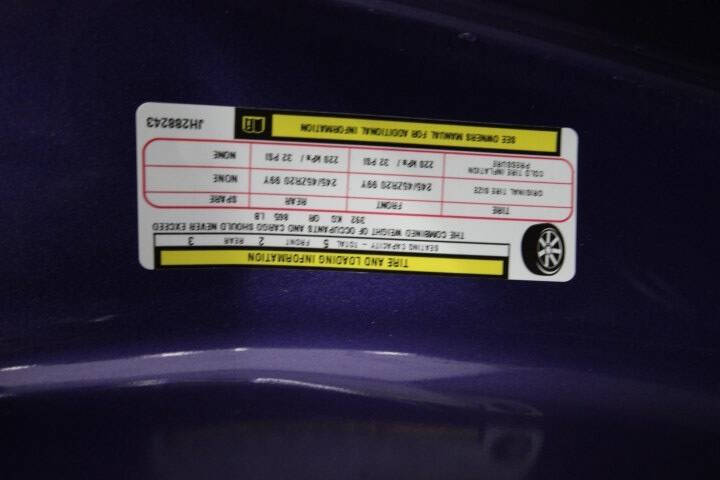 TIRE AND LOADING INFORMATION
SEATING CAPACITY - TOTAL 5 FRONT 2 REAR 3
THE COMBINED WEIGHT OF OCCUPANTS AND CARGO SHOULD NEVER EXCEED
392 KG OR 865 LB
TIRE FRONT REAR SPARE
ORIGINAL TIRE SIZE 245/45ZR20 99Y 245/45ZR20 99Y NONE
COLD TIRE INFLATION PRESSURE 220 kPa / 32 PSI 220 kPa / 32 PSI NONE
SEE OWNERS MANUAL FOR ADDITIONAL INFORMATION
JH288243